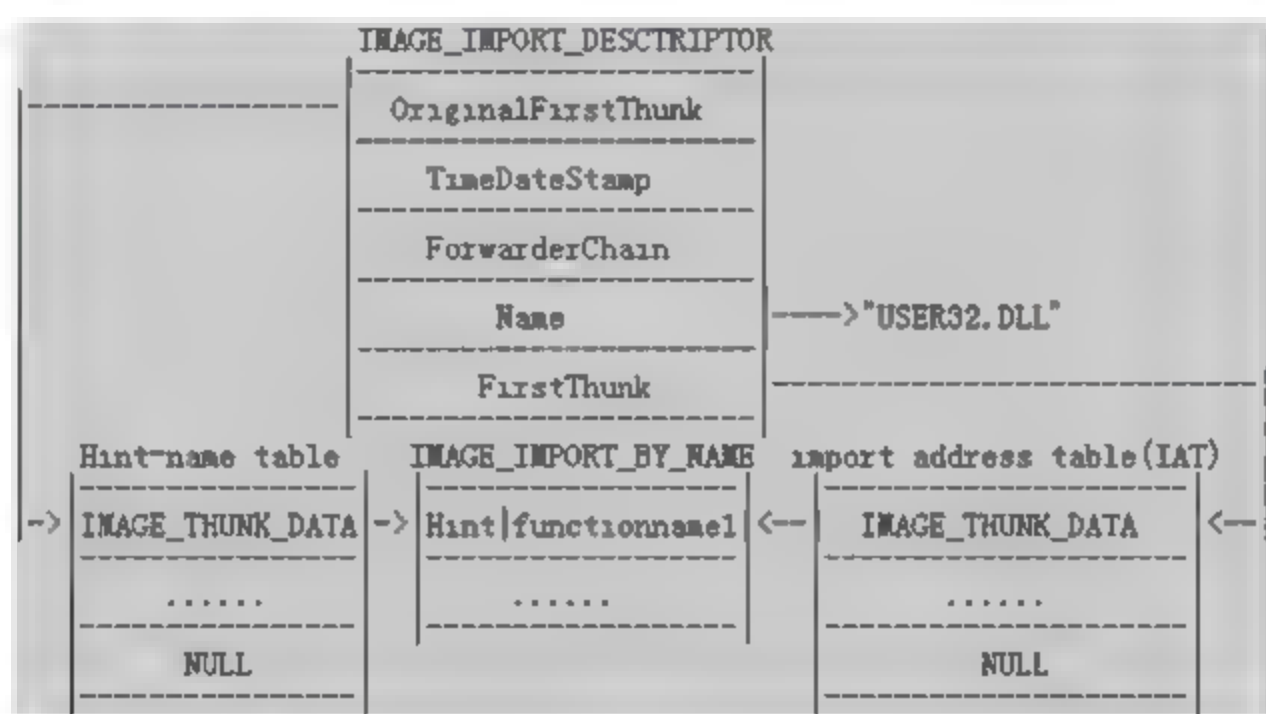 IMAGE_IMPORT_DESCTRIPTOR
OriginalFirstThunk
TimeDateStamp
ForwarderChain
Name --->"USER32.DLL"
FirstThunk
Hint-name table IMAGE_IMPORT_BY_NAME import address table(IAT)
-> IMAGE_THUNK_DATA -> Hint|functionname1 <-- IMAGE_THUNK_DATA <--
...... ...... ......
NULL NULL